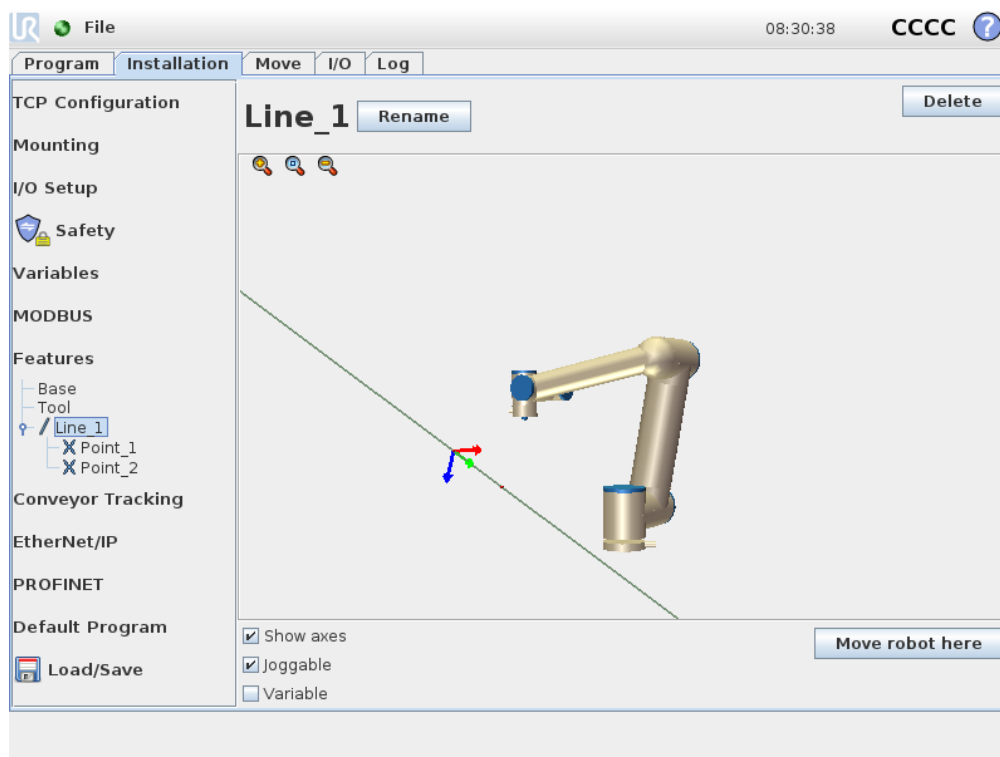 UR File 08:30:38 CCCC ?
Program Installation Move I/O Log
TCP Configuration
Mounting
I/O Setup
Safety
Variables
MODBUS
Features
Base
Tool
Line_1
Point_1
Point_2
Conveyor Tracking
EtherNet/IP
PROFINET
Default Program
Load/Save
Line_1 Rename Delete
Show axes
Joggable
Variable
Move robot here